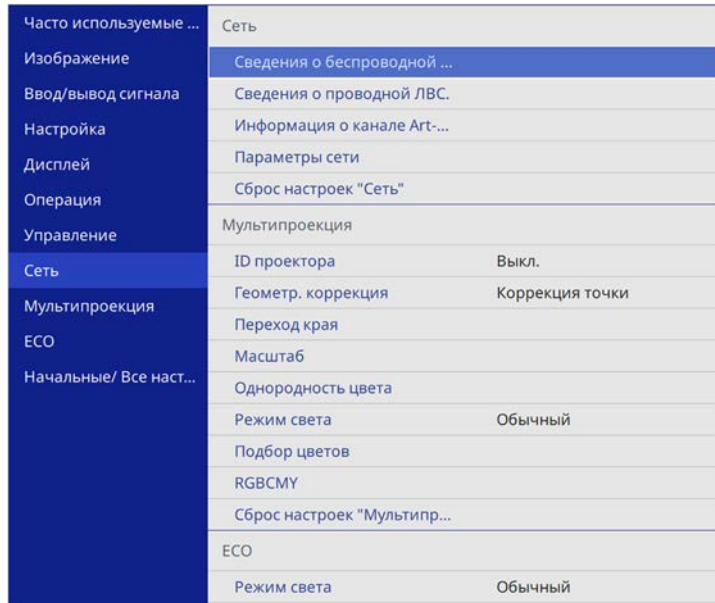 Часто используемые ...
Изображение
Ввод/вывод сигнала
Настройка
Дисплей
Операция
Управление
Сеть
Мультипроекция
ECO
Начальные/ Все наст...
Сеть
Сведения о беспроводной ...
Сведения о проводной ЛВС.
Информация о канале Art-...
Параметры сети
Сброс настроек "Сеть"
Мультипроекция
ID проектора Выкл.
Геометр. коррекция Коррекция точки
Переход края
Масштаб
Однородность цвета
Режим света Обычный
Подбор цветов
RGBCMY
Сброс настроек "Мультипр...
ECO
Режим света Обычный